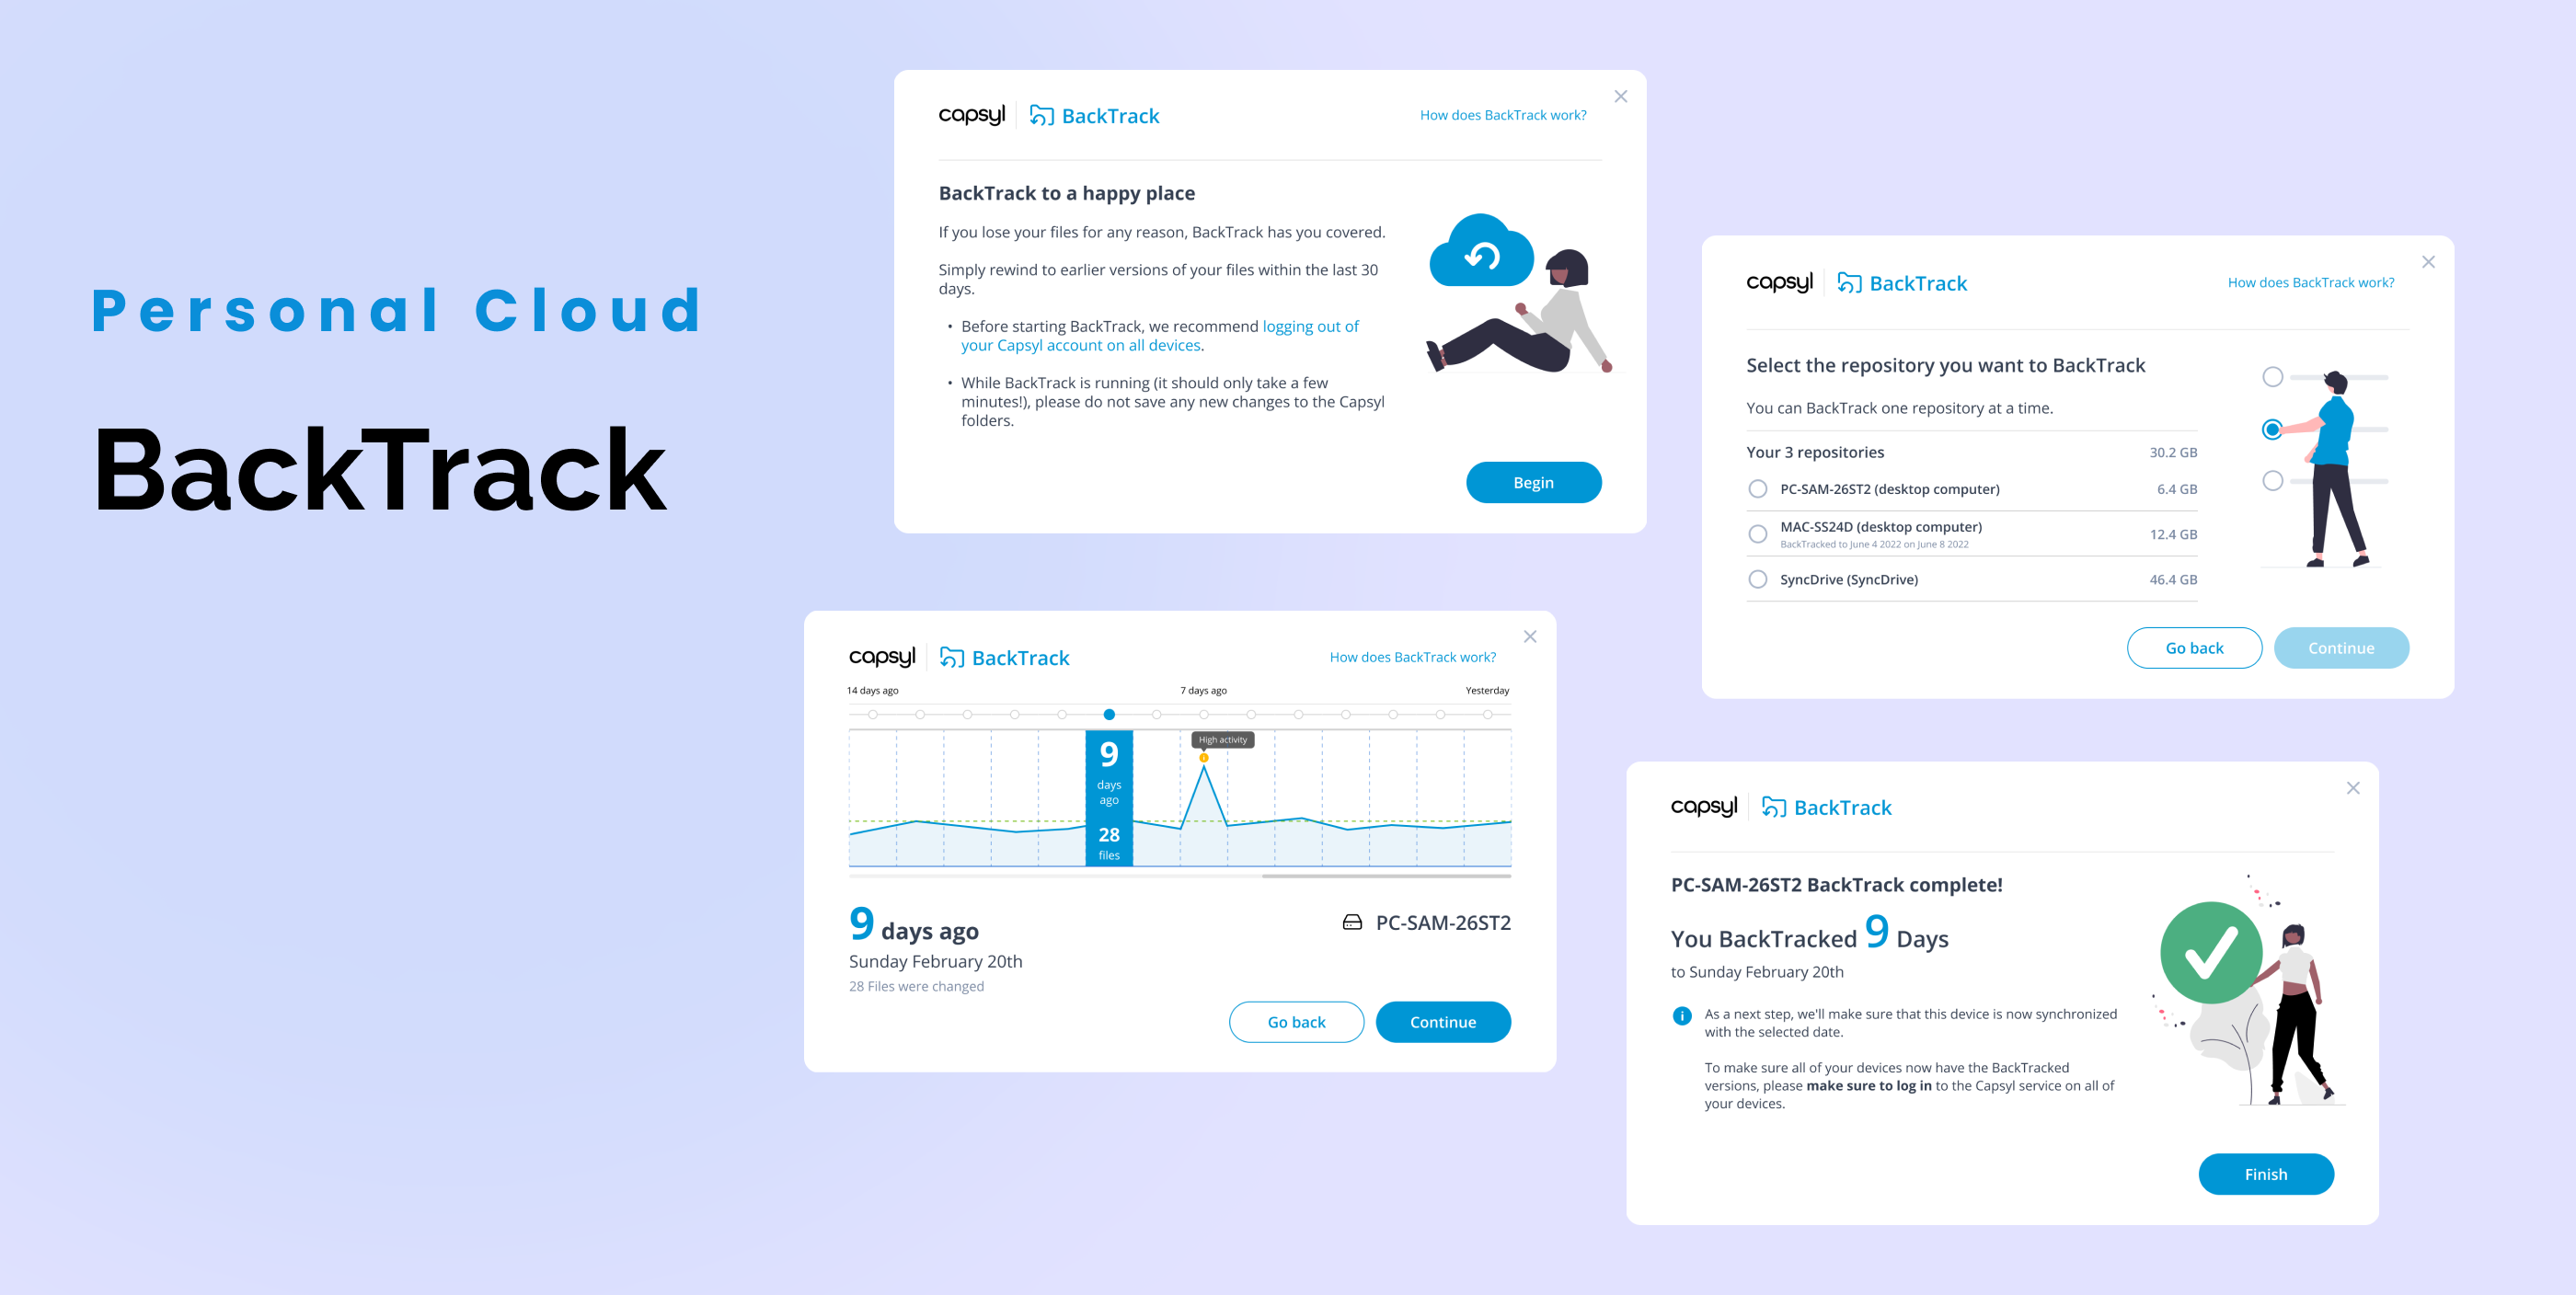 Personal Cloud
BackTrack
capsyl
BackTrack
How does BackTrack work?
BackTrack to a happy place
If you lose your files for any reason, BackTrack has you covered.
Simply rewind to earlier versions of your files within the last 30
days.
• Before starting BackTrack, we recommend logging out of
your Capsyl account on all devices.
• While BackTrack is running (it should only take a few
minutes!), please do not save any new changes to the Capsyl
folders.
Begin
capsyl
BackTrack
How does BackTrack work?
Select the repository you want to BackTrack
You can BackTrack one repository at a time.
Your 3 repositories 30.2 GB
PC-SAM-26ST2 (desktop computer) 6.4 GB
MAC-SS24D (desktop computer) 12.4 GB
BackTracked to June 4 2022 on June 8 2022
SyncDrive (SyncDrive) 46.4 GB
Go back
Continue
capsyl
BackTrack
How does BackTrack work?
14 days ago 7 days ago Yesterday
High activity
9
days
ago
28
files
9 days ago
PC-SAM-26ST2
Sunday February 20th
28 Files were changed
Go back
Continue
capsyl
BackTrack
PC-SAM-26ST2 BackTrack complete!
You BackTracked 9 Days
to Sunday February 20th
As a next step, we'll make sure that this device is now synchronized
with the selected date.
To make sure all of your devices now have the BackTracked
versions, please make sure to log in to the Capsyl service on all of
your devices.
Finish